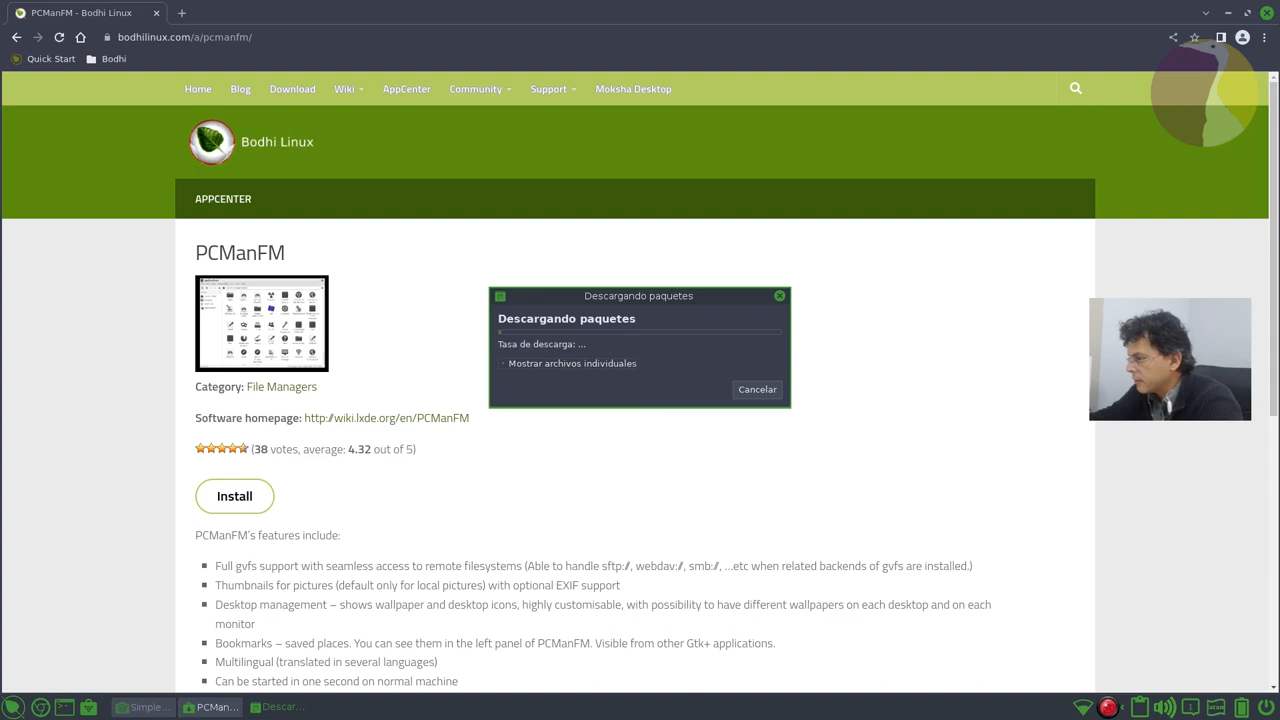 PCManFM - Bodhi Linux
bodhilinux.com/a/pcmanfm/
Quick Start
Bodhi
Home
Blog
Download
Wiki
AppCenter
Community
Support
Moksha Desktop
Bodhi Linux
APPCENTER
PCManFM
Category: File Managers
Software homepage: http://wiki.lxde.org/en/PCManFM
(38 votes, average: 4.32 out of 5)
Install
PCManFM's features include:
Full gvfs support with seamless access to remote filesystems (Able to handle sftp://, webdav://, smb://, …etc when related backends of gvfs are installed.)
Thumbnails for pictures (default only for local pictures) with optional EXIF support
Desktop management – shows wallpaper and desktop icons, highly customisable, with possibility to have different wallpapers on each desktop and on each
monitor
Bookmarks – saved places. You can see them in the left panel of PCManFM. Visible from other Gtk+ applications.
Multilingual (translated in several languages)
Can be started in one second on normal machine
Descargando paquetes
Descargando paquetes
Tasa de descarga: ...
Mostrar archivos individuales
Cancelar
Simple...
PCMan...
Descar...